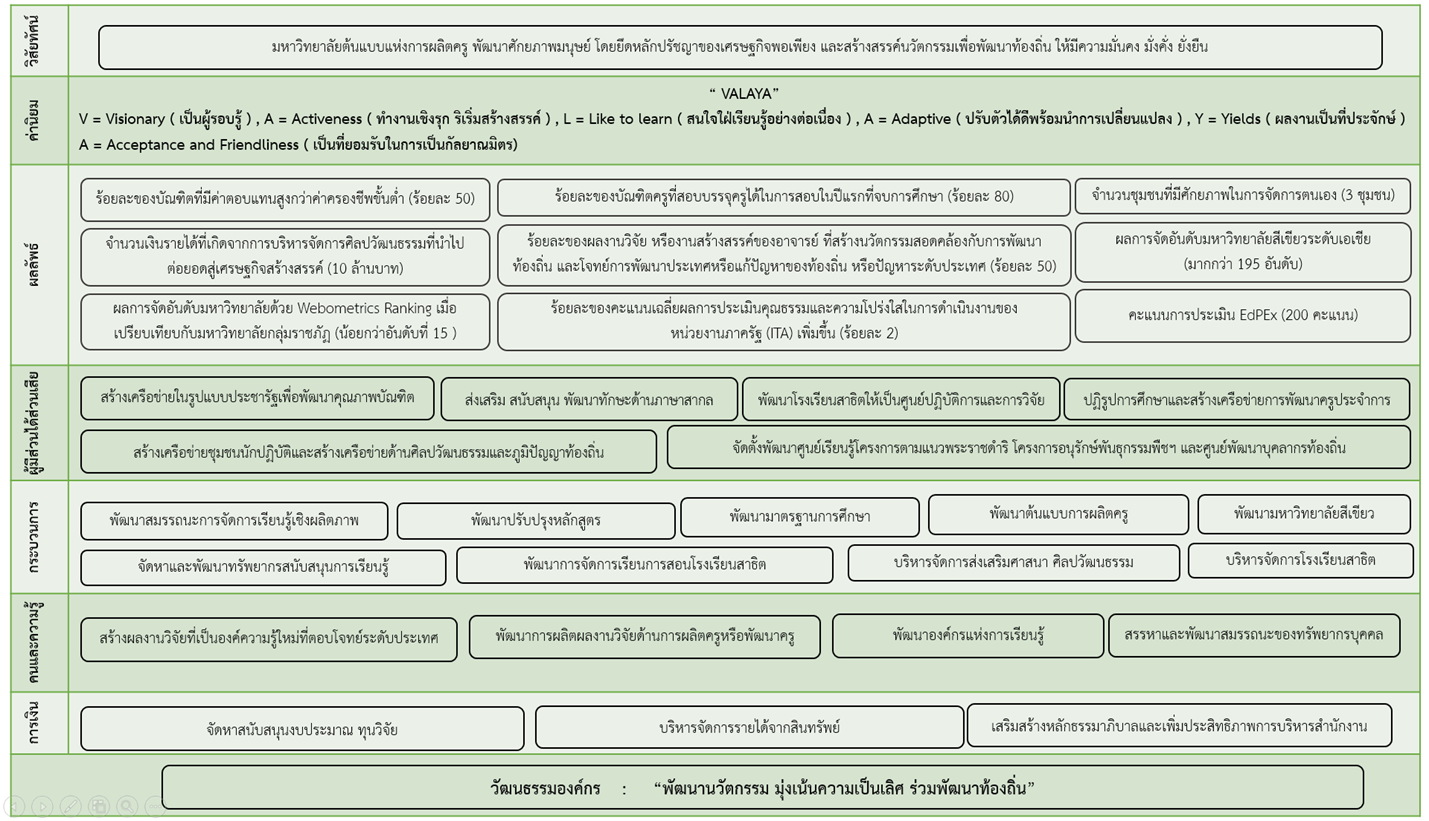 วิสัยทัศน์
มหาวิทยาลัยต้นแบบแห่งการผลิตครู พัฒนาศักยภาพมนุษย์ โดยยึดหลักปรัชญาของเศรษฐกิจพอเพียง และสร้างสรรค์นวัตกรรมเพื่อพัฒนาท้องถิ่น ให้มีความมั่นคง มั่งคั่ง ยั่งยืน
ค่านิยม
“ VALAYA”
V = Visionary ( เป็นผู้รอบรู้ ) , A = Activeness ( ทำงานเชิงรุก ริเริ่มสร้างสรรค์ ) , L = Like to learn ( สนใจใฝ่เรียนรู้อย่างต่อเนื่อง ) , A = Adaptive ( ปรับตัวได้ดีพร้อมนำการเปลี่ยนแปลง ) , Y = Yields ( ผลงานเป็นที่ประจักษ์ )
A = Acceptance and Friendliness ( เป็นที่ยอมรับในการเป็นกัลยาณมิตร)
ผลลัพธ์
ร้อยละของบัณฑิตที่มีค่าตอบแทนสูงกว่าค่าครองชีพขั้นต่ำ (ร้อยละ 50)
ร้อยละของบัณฑิตครูที่สอบบรรจุครูได้ในการสอบในปีแรกที่จบการศึกษา (ร้อยละ 80)
จำนวนชุมชนที่มีศักยภาพในการจัดการตนเอง (3 ชุมชน)
จำนวนเงินรายได้ที่เกิดจากการบริหารจัดการศิลปวัฒนธรรมที่นำไป
ต่อยอดสู่เศรษฐกิจสร้างสรรค์ (10 ล้านบาท)
ร้อยละของผลงานวิจัย หรืองานสร้างสรรค์ของอาจารย์ ที่สร้างนวัตกรรมสอดคล้องกับการพัฒนา
ท้องถิ่น และโจทย์การพัฒนาประเทศหรือแก้ปัญหาของท้องถิ่น หรือปัญหาระดับประเทศ (ร้อยละ 50)
ผลการจัดอันดับมหาวิทยาลัยสีเขียวระดับเอเชีย
(มากกว่า 195 อันดับ)
ผลการจัดอันดับมหาวิทยาลัยด้วย Webometrics Ranking เมื่อ
เปรียบเทียบกับมหาวิทยาลัยกลุ่มราชภัฏ (น้อยกว่าอันดับที่ 15 )
ร้อยละของคะแนนเฉลี่ยผลการประเมินคุณธรรมและความโปร่งใสในการดำเนินงานของ
หน่วยงานภาครัฐ (ITA) เพิ่มขึ้น (ร้อยละ 2)
คะแนนการประเมิน EdPEx (200 คะแนน)
ผู้มีส่วนได้ส่วนเสีย
สร้างเครือข่ายในรูปแบบประชารัฐเพื่อพัฒนาคุณภาพบัณฑิต
ส่งเสริม สนับสนุน พัฒนาทักษะด้านภาษาสากล
พัฒนาโรงเรียนสาธิตให้เป็นศูนย์ปฏิบัติการและการวิจัย
ปฏิรูปการศึกษาและสร้างเครือข่ายการพัฒนาครูประจำการ
สร้างเครือข่ายชุมชนนักปฏิบัติและสร้างเครือข่ายด้านศิลปวัฒนธรรมและภูมิปัญญาท้องถิ่น
จัดตั้งพัฒนาศูนย์เรียนรู้โครงการตามแนวพระราชดำริ โครงการอนุรักษ์พันธุกรรมพืชฯ และศูนย์พัฒนาบุคลากรท้องถิ่น
กระบวนการ
พัฒนาสมรรถนะการจัดการเรียนรู้เชิงผลิตภาพ
พัฒนาปรับปรุงหลักสูตร
พัฒนามาตรฐานการศึกษา
พัฒนาต้นแบบการผลิตครู
พัฒนามหาวิทยาลัยสีเขียว
จัดหาและพัฒนาทรัพยากรสนับสนุนการเรียนรู้
พัฒนาการจัดการเรียนการสอนโรงเรียนสาธิต
บริหารจัดการส่งเสริมศาสนา ศิลปวัฒนธรรม
บริหารจัดการโรงเรียนสาธิต
คนและความรู้
สร้างผลงานวิจัยที่เป็นองค์ความรู้ใหม่ที่ตอบโจทย์ระดับประเทศ
พัฒนาการผลิตผลงานวิจัยด้านการผลิตครูหรือพัฒนาครู
พัฒนาองค์กรแห่งการเรียนรู้
สรรหาและพัฒนาสมรรถนะของทรัพยากรบุคคล
การเงิน
จัดหาสนับสนุนงบประมาณ ทุนวิจัย
บริหารจัดการรายได้จากสินทรัพย์
เสริมสร้างหลักธรรมาภิบาลและเพิ่มประสิทธิภาพการบริหารสำนักงาน
วัฒนธรรมองค์กร : “พัฒนานวัตกรรม มุ่งเน้นความเป็นเลิศ ร่วมพัฒนาท้องถิ่น”